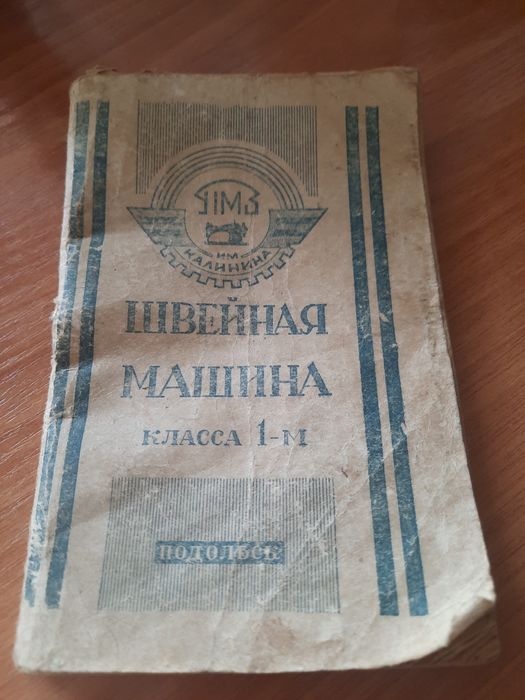 ПМЗ
ИМ
КАЛИНИНА
ШВЕЙНАЯ
МАШИНА
КЛАССА 1-М
ПОДОЛЬСК